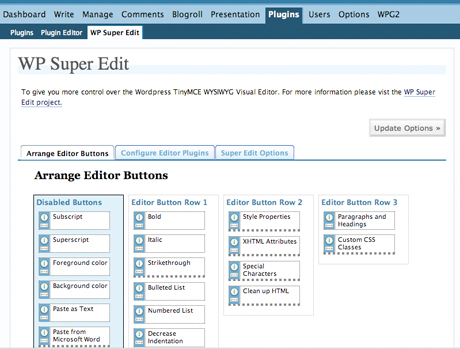 Dashboard Write Manage Comments Blogroll Presentation Plugins Users Options WPG2
Plugins Plugin Editor WP Super Edit
WP Super Edit
To give you more control over the Wordpress TinyMCE WYSIWYG Visual Editor. For more information please vist the WP Super
Edit project.
Update Options »
Arrange Editor Buttons Configure Editor Plugins Super Edit Options
Arrange Editor Buttons
Disabled Buttons
Subscript
Superscript
Foreground color
Background color
Paste as Text
Paste from
Microsoft Word
Editor Button Row 1
Bold
Italic
Strikethrough
Bulleted List
Numbered List
Decrease
Indentation
Editor Button Row 2
Style Properties
XHTML Attributes
Special
Characters
Clean up HTML
Editor Button Row 3
Paragraphs and
Headings
Custom CSS
Classes